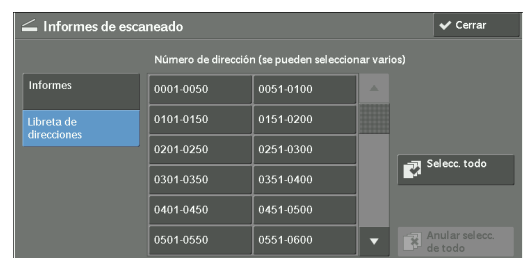 Informes de escaneado
Cerrar
Número de dirección (se pueden seleccionar varios)
Informes
Libreta de
direcciones
0001-0050
0051-0100
0101-0150
0151-0200
0201-0250
0251-0300
0301-0350
0351-0400
0401-0450
0451-0500
0501-0550
0551-0600
Selecc. todo
Anular selecc.
de todo